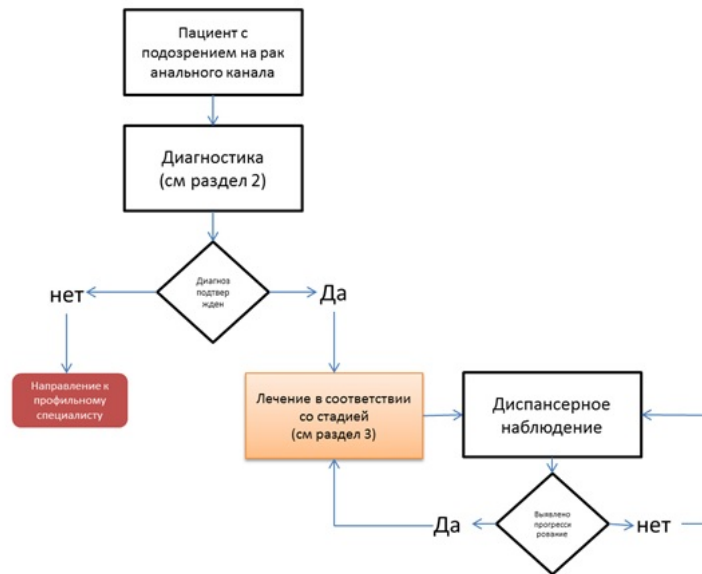 Пациент с
подозрением на рак
анального канала
Диагностика
(см раздел 2)
Диагноз
подтвер
жден
нет
Да
Направление к
профильному
специалисту
Лечение в соответствии
со стадией
(см раздел 3)
Диспансерное
наблюдение
Выявлено
прогресси
рование
Да
нет